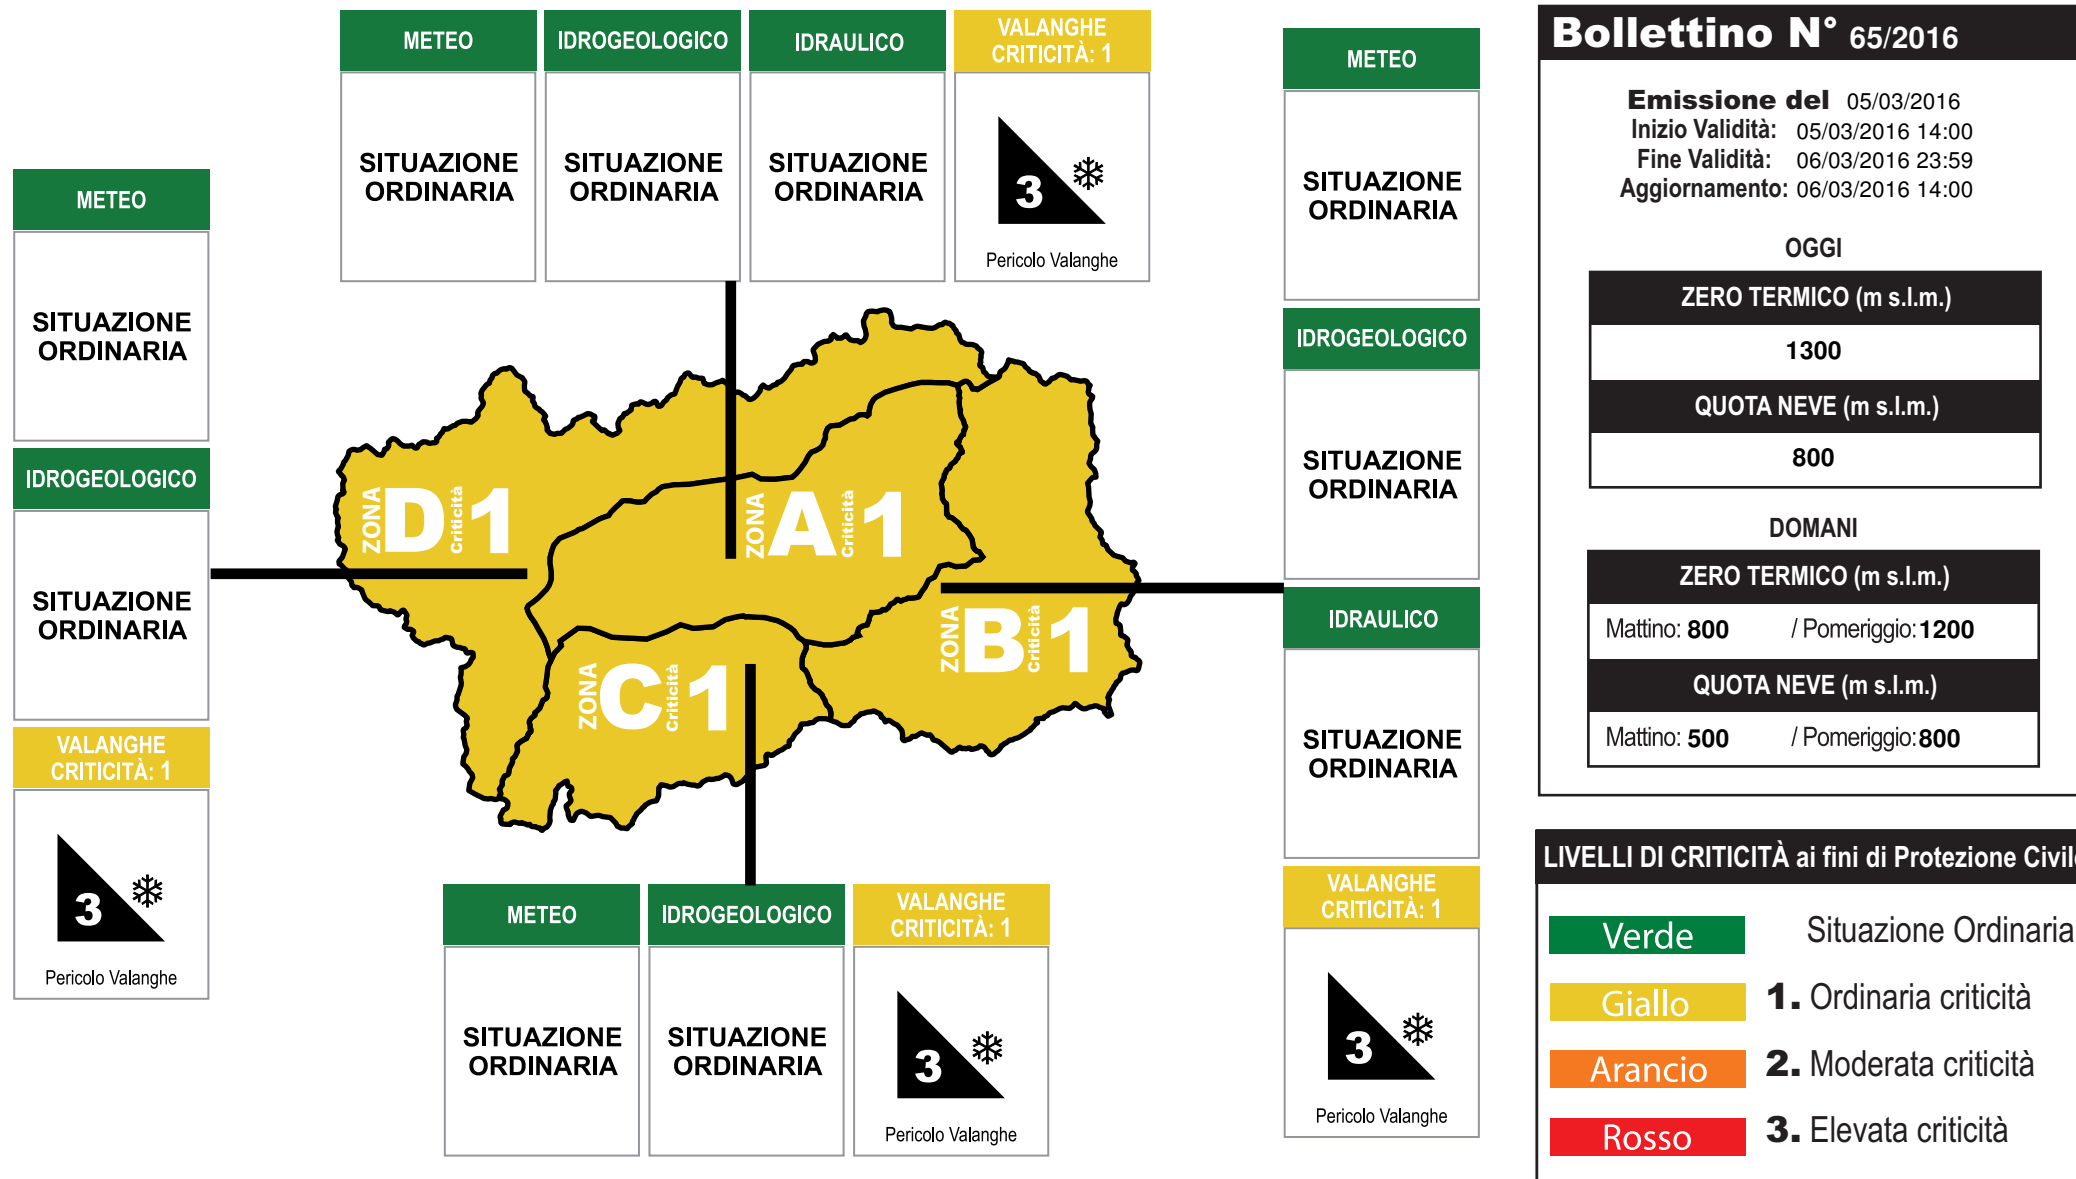 METEO
IDROGEOLOGICO
IDRAULICO
VALANGHE
CRITICITÀ: 1
SITUAZIONE
ORDINARIA
SITUAZIONE
ORDINARIA
SITUAZIONE
ORDINARIA
3
Pericolo Valanghe
METEO
SITUAZIONE
ORDINARIA
IDROGEOLOGICO
SITUAZIONE
ORDINARIA
VALANGHE
CRITICITÀ: 1
3
Pericolo Valanghe
ZONA D Criticità 1
ZONA A Criticità 1
ZONA B Criticità 1
ZONA C Criticità 1
METEO
IDROGEOLOGICO
VALANGHE
CRITICITÀ: 1
SITUAZIONE
ORDINARIA
SITUAZIONE
ORDINARIA
3
Pericolo Valanghe
METEO
SITUAZIONE
ORDINARIA
IDROGEOLOGICO
SITUAZIONE
ORDINARIA
IDRAULICO
SITUAZIONE
ORDINARIA
VALANGHE
CRITICITÀ: 1
3
Pericolo Valanghe
Bollettino N° 65/2016
Emissione del 05/03/2016
Inizio Validità: 05/03/2016 14:00
Fine Validità: 06/03/2016 23:59
Aggiornamento: 06/03/2016 14:00
OGGI
ZERO TERMICO (m s.l.m.)
1300
QUOTA NEVE (m s.l.m.)
800
DOMANI
ZERO TERMICO (m s.l.m.)
Mattino: 800 / Pomeriggio: 1200
QUOTA NEVE (m s.l.m.)
Mattino: 500 / Pomeriggio: 800
LIVELLI DI CRITICITÀ ai fini di Protezione Civile
Verde Situazione Ordinaria
Giallo 1. Ordinaria criticità
Arancio 2. Moderata criticità
Rosso 3. Elevata criticità